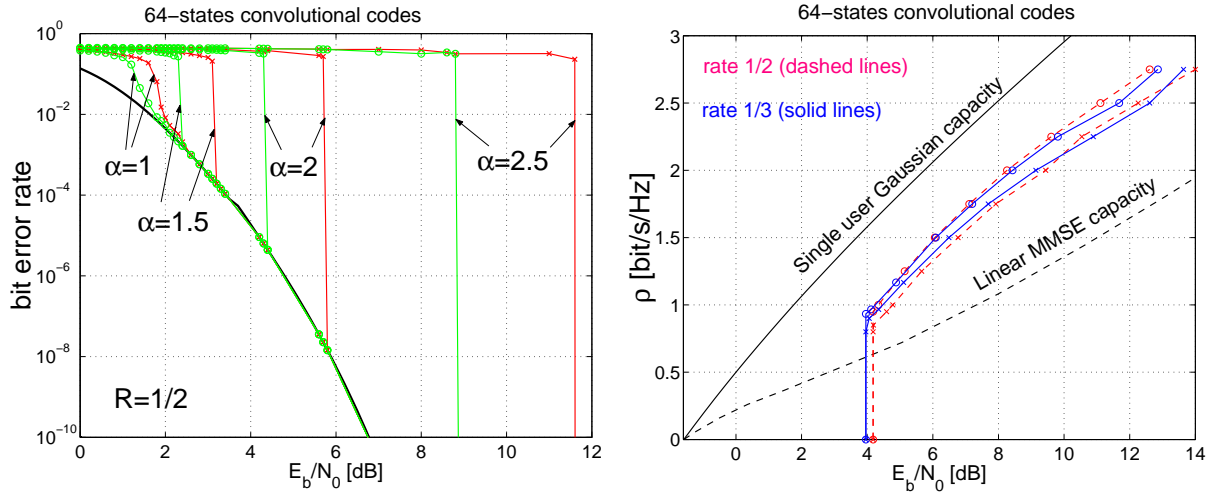 64−states convolutional codes
bit error rate
10^0
10^−2
10^−4
10^−6
10^−8
10^−10
α=1
α=1.5
α=2
α=2.5
R=1/2
0 2 4 6 8 10 12
E_b/N_0 [dB]
64−states convolutional codes
ρ [bit/s/Hz]
3
2.5
2
1.5
1
0.5
0
rate 1/2 (dashed lines)
rate 1/3 (solid lines)
Single user Gaussian capacity
Linear MMSE capacity
0 2 4 6 8 10 12 14
E_b/N_0 [dB]